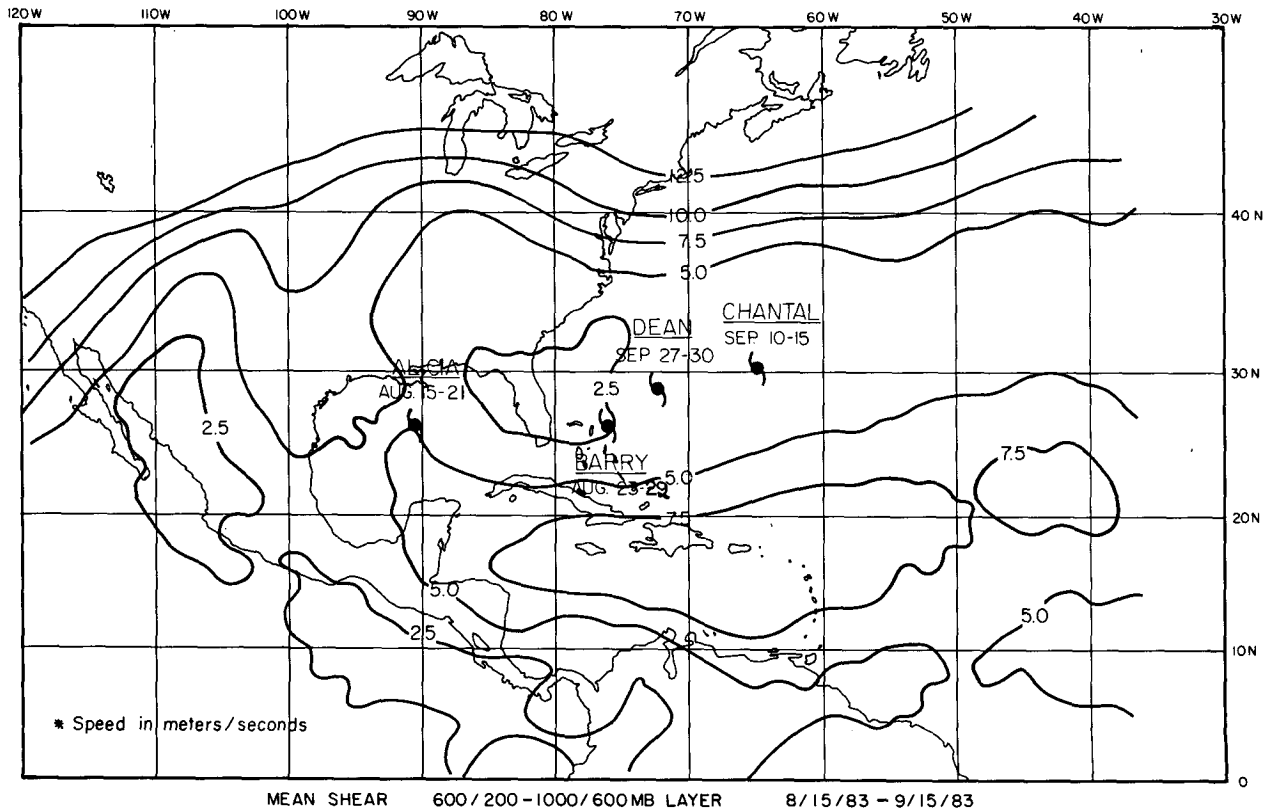 120W 110W 100W 90W 80W 70W 60W 50W 40W 30W
12.5
40N
10.0
7.5
5.0
CHANTAL
SEP. 10-15
DEAN
SEP 27-30
30N
ALICIA
AUG. 15-21
2.5
2.5
7.5
BARRY
5.0
AUG. 23-29
7.5
20N
5.0
5.0
2.5
10N
* Speed in meters/seconds
0
MEAN SHEAR 600/200-1000/600MB LAYER 8/15/83 - 9/15/83